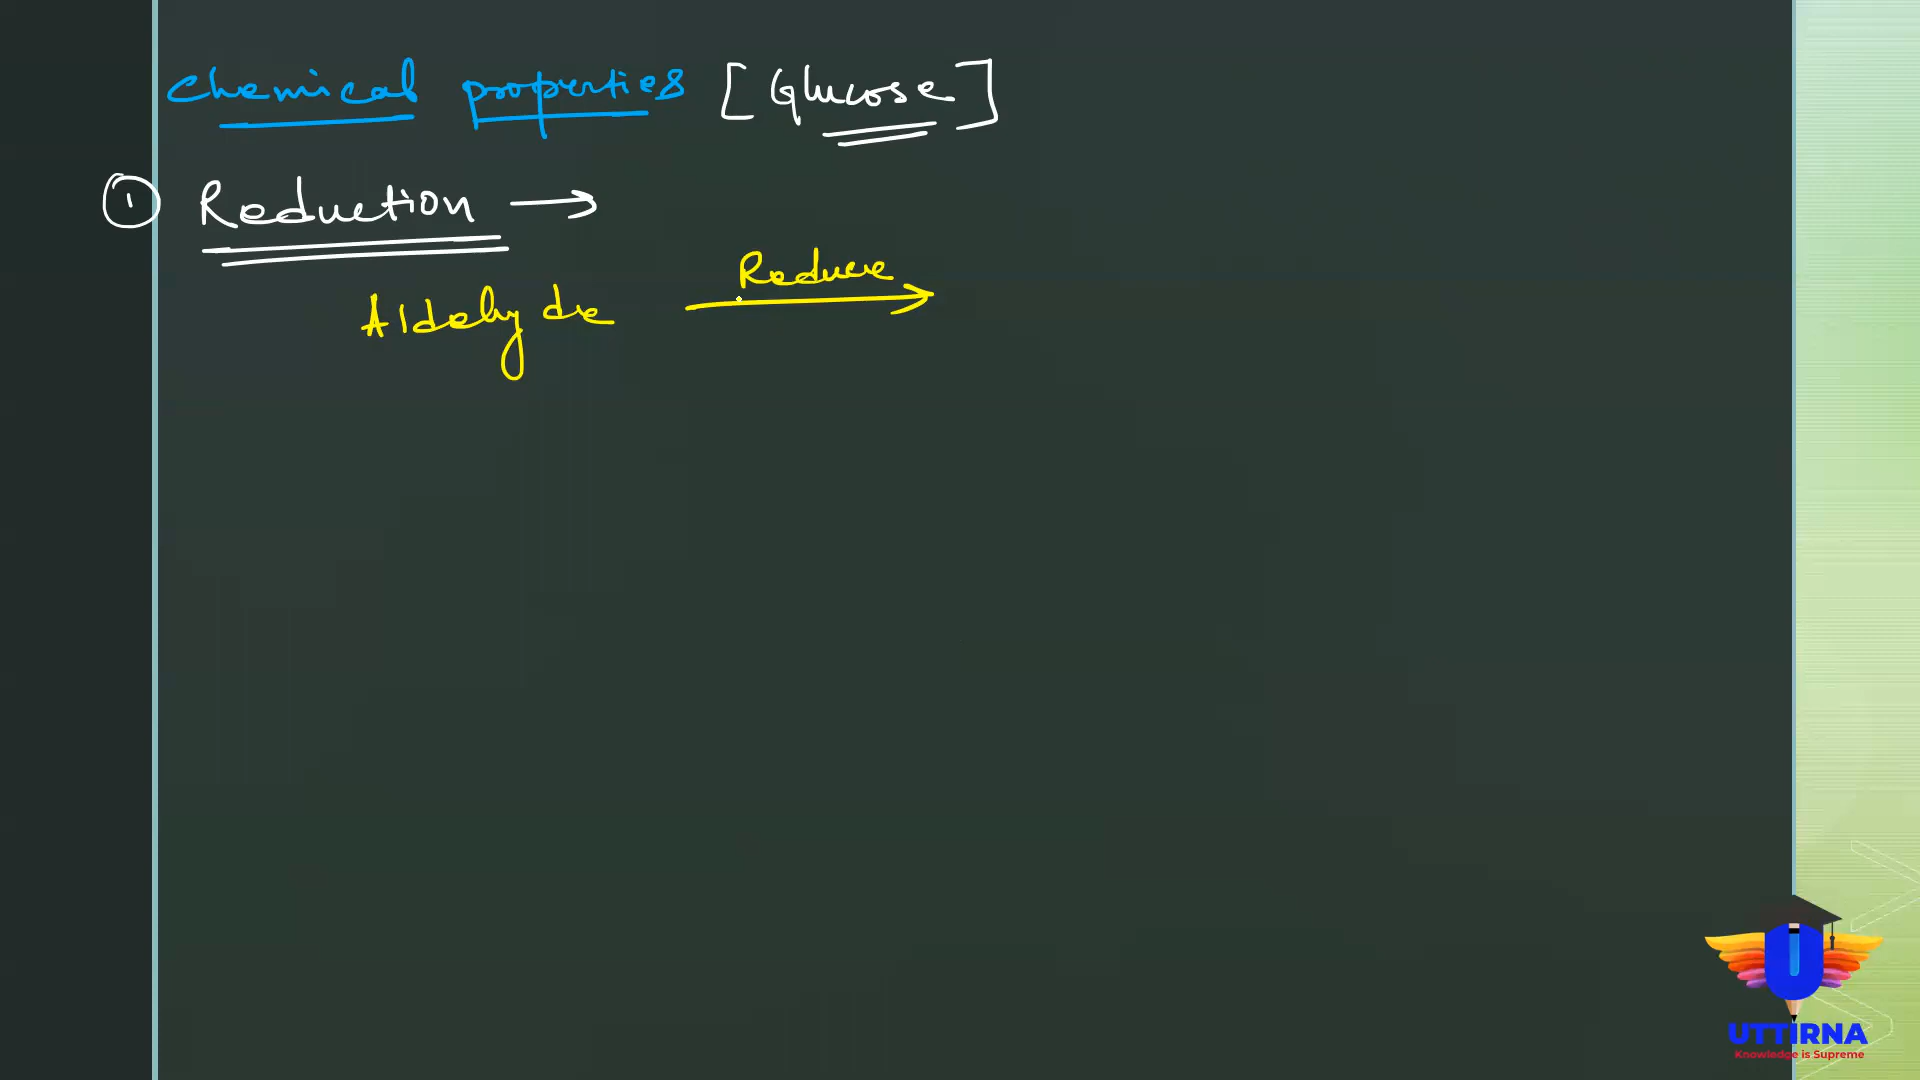 Chemical properties [Glucose]
① Reduction →
Reduce
Aldehyde →
UTTIRNA
Knowledge is Supreme